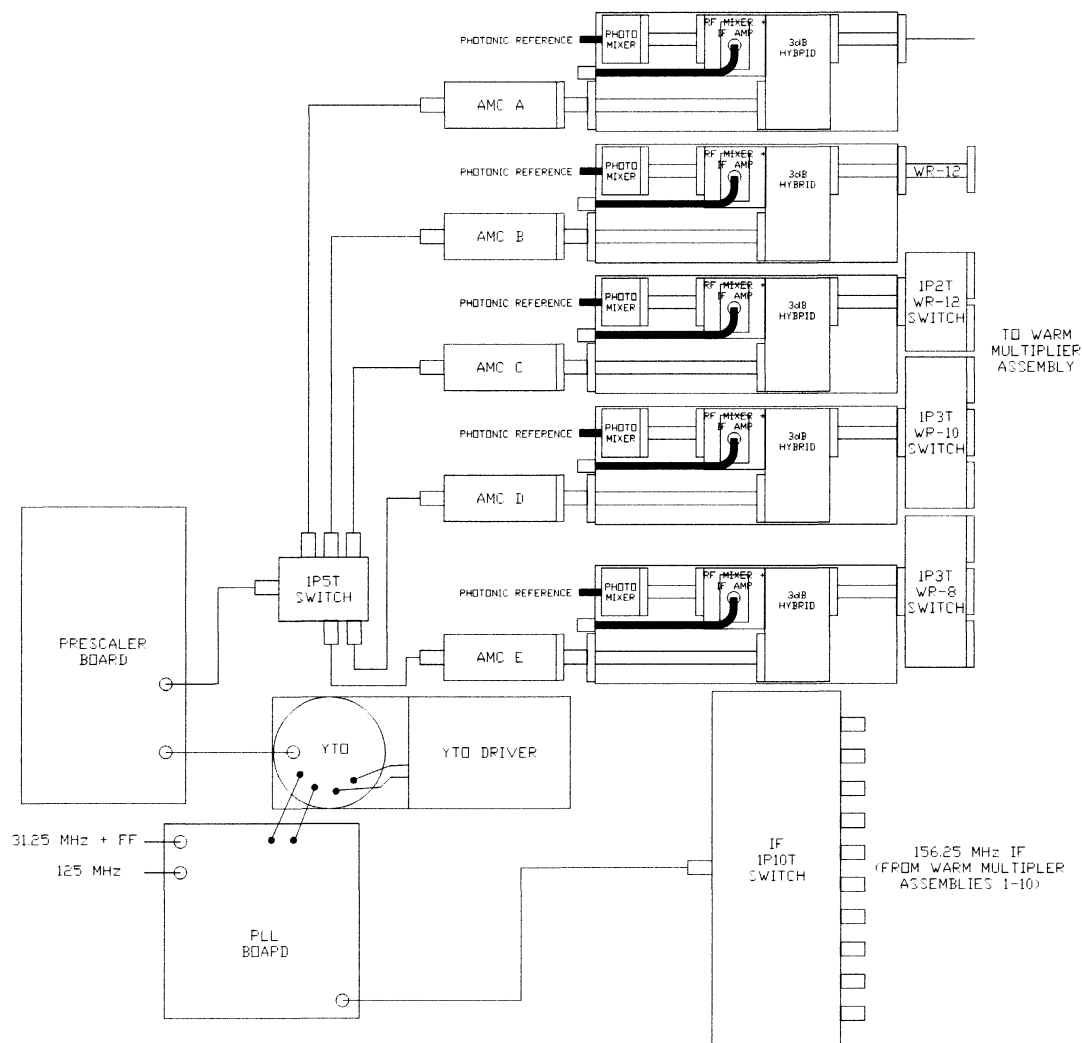 PHOTONIC REFERENCE
PHOTO
MIXER
RF MIXER +
IF AMP
3dB
HYBRID
AMC A
PHOTONIC REFERENCE
PHOTO
MIXER
RF MIXER +
IF AMP
3dB
HYBRID
WR-12
AMC B
PHOTONIC REFERENCE
PHOTO
MIXER
RF MIXER +
IF AMP
3dB
HYBRID
1P2T
WR-12
SWITCH
AMC C
TO WARM
MULTIPLIER
ASSEMBLY
PHOTONIC REFERENCE
PHOTO
MIXER
RF MIXER +
IF AMP
3dB
HYBRID
1P3T
WR-10
SWITCH
AMC D
1P5T
SWITCH
PHOTONIC REFERENCE
PHOTO
MIXER
RF MIXER +
IF AMP
3dB
HYBRID
1P3T
WR-8
SWITCH
AMC E
PRESCALER
BOARD
YTO
YTO DRIVER
31.25 MHz + FF
125 MHz
PLL
BOARD
IF
1P10T
SWITCH
156.25 MHz IF
(FROM WARM MULTIPLER
ASSEMBLIES 1-10)